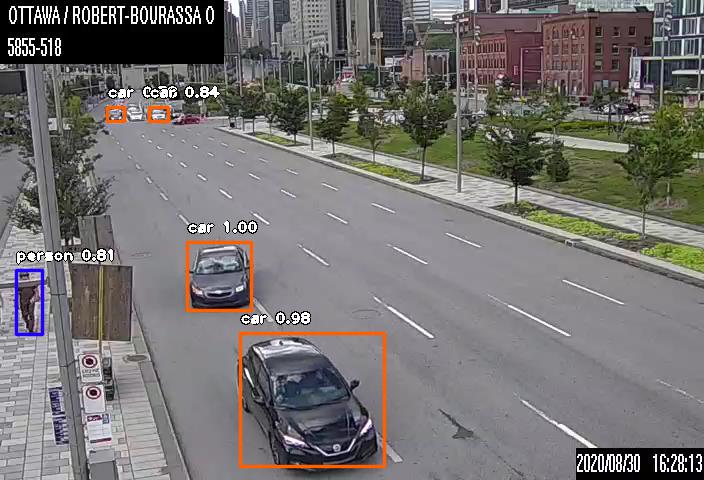 OTTAWA / ROBERT-BOURASSA O
5855-518
car 0.84
car 1.00
person 0.81
car 0.98
2020/08/30 16:28:13